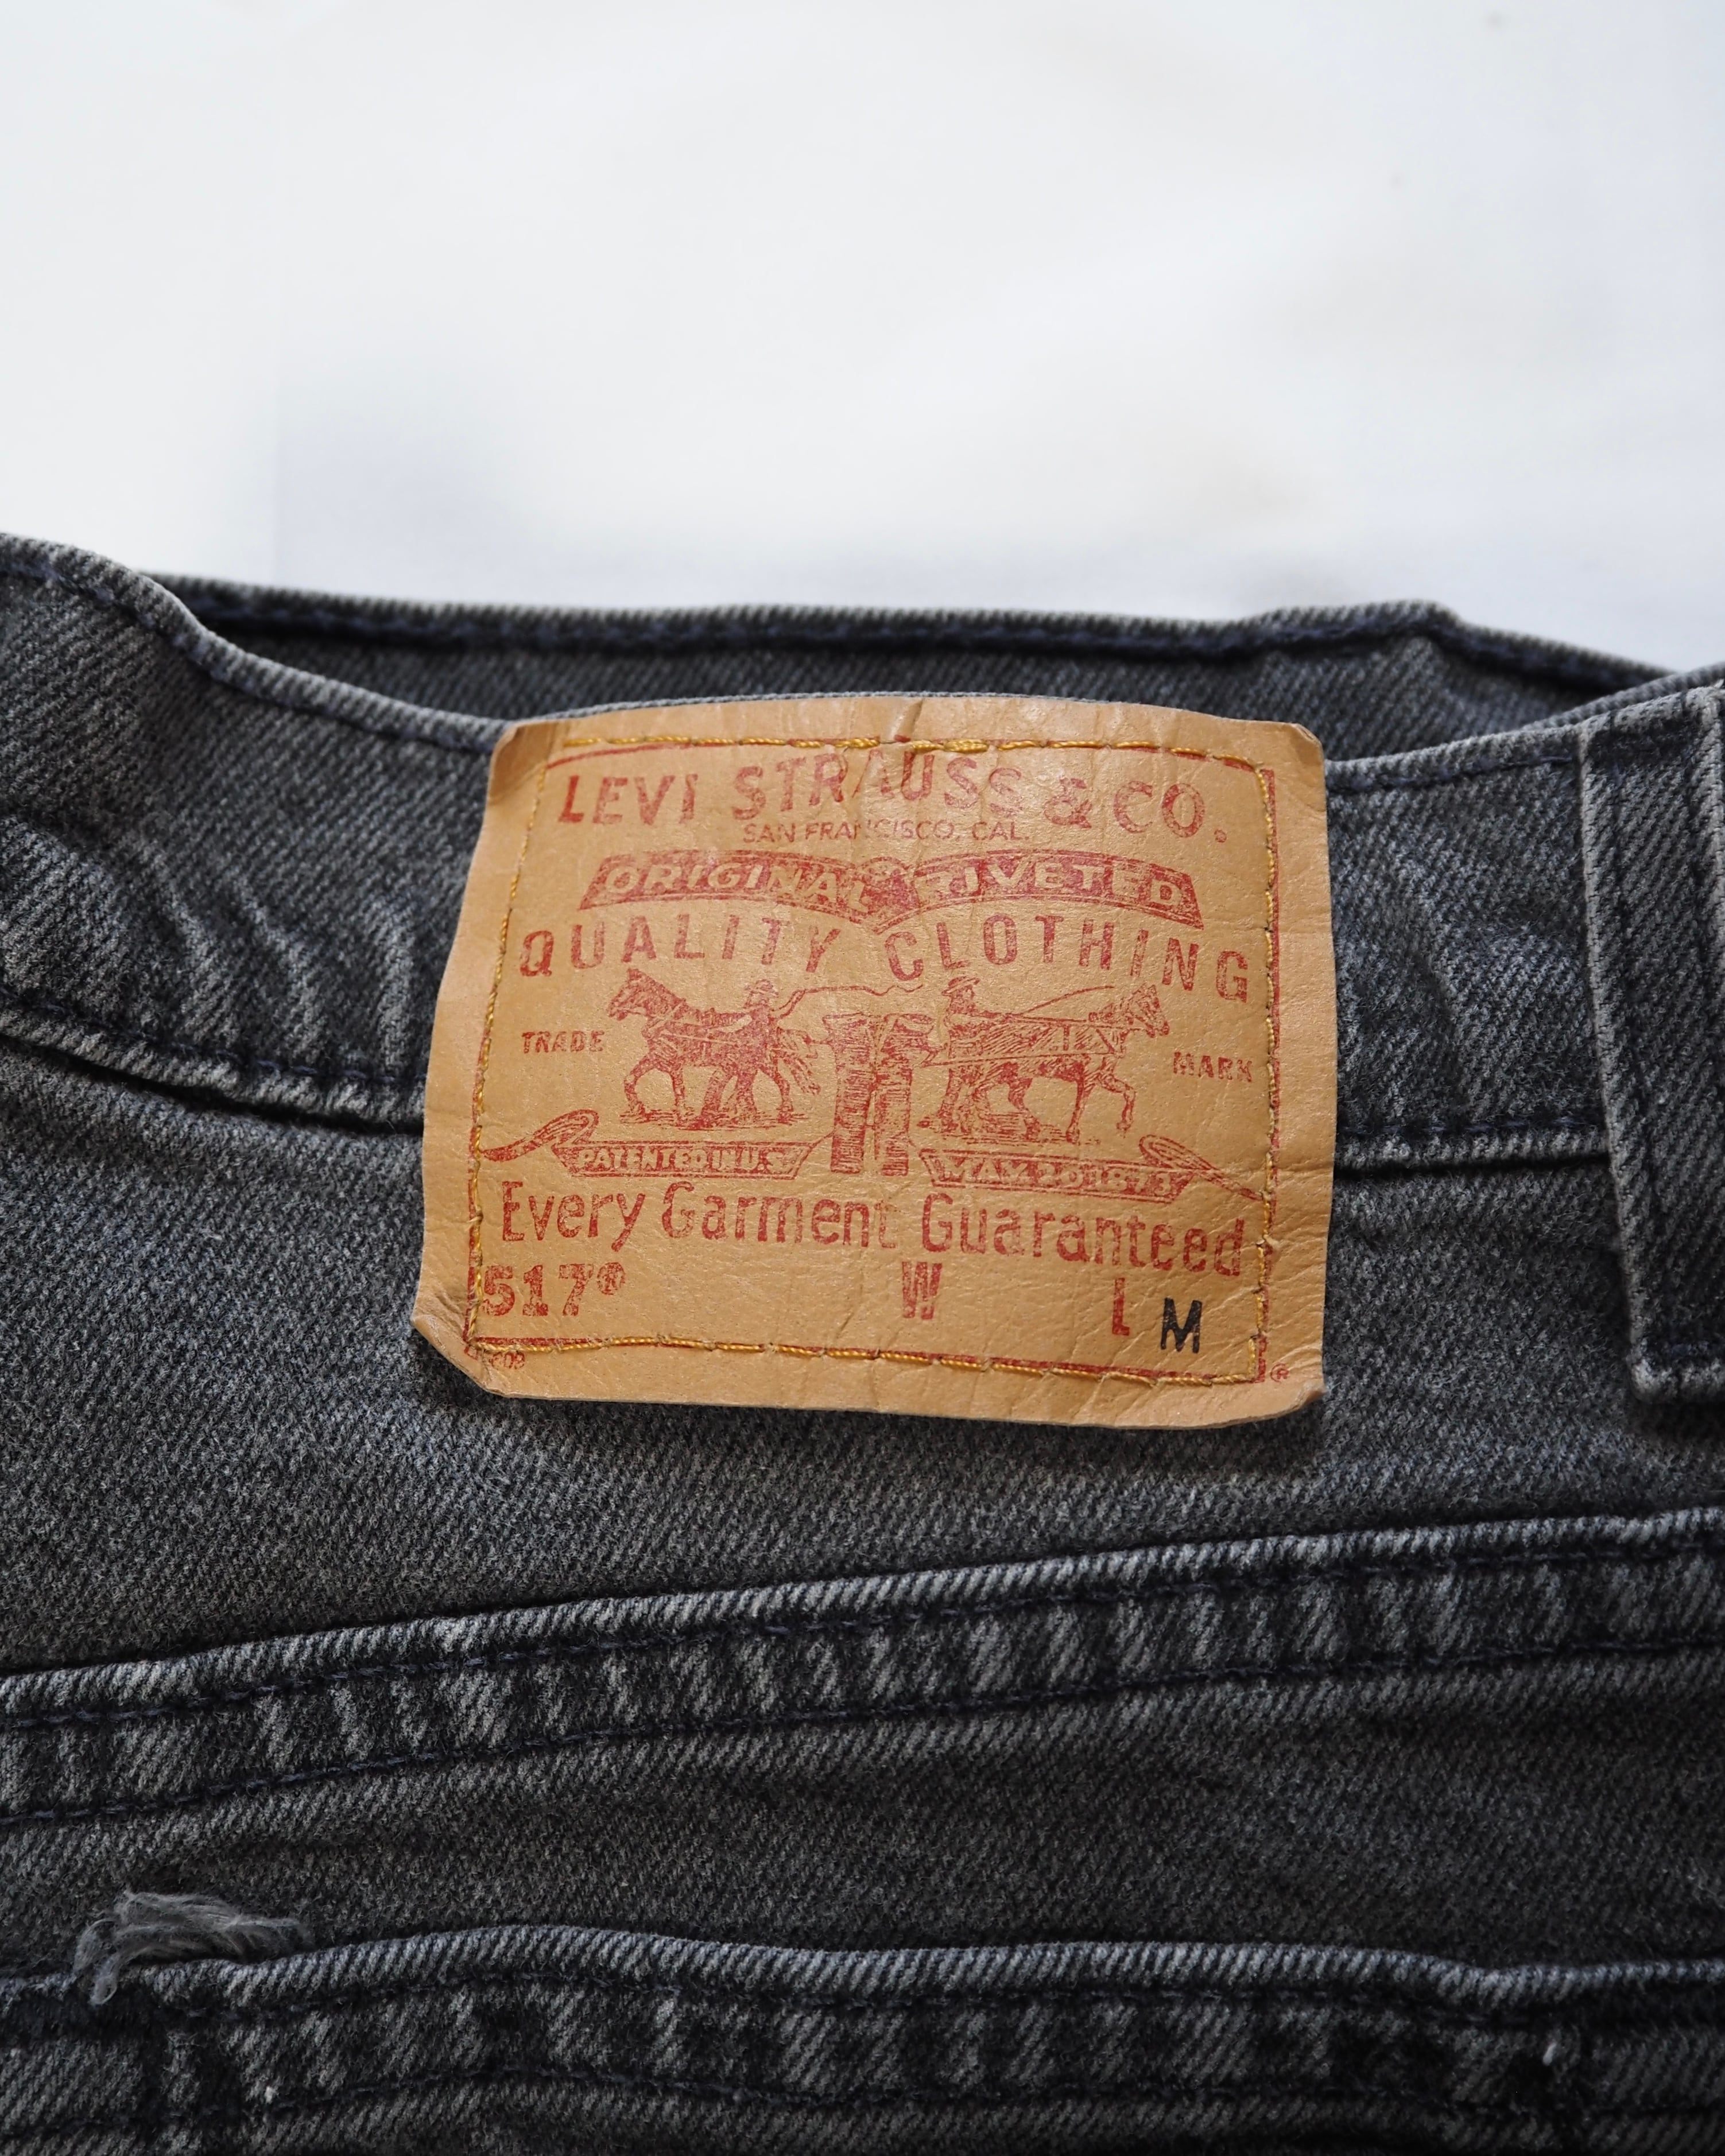 LEVI STRAUSS & CO.
SAN FRANCISCO, CAL.
ORIGINAL RIVETED
QUALITY CLOTHING
TRADE MARK
PATENTED IN U.S. MAY 20 1873
Every Garment Guaranteed
517® W L M
®